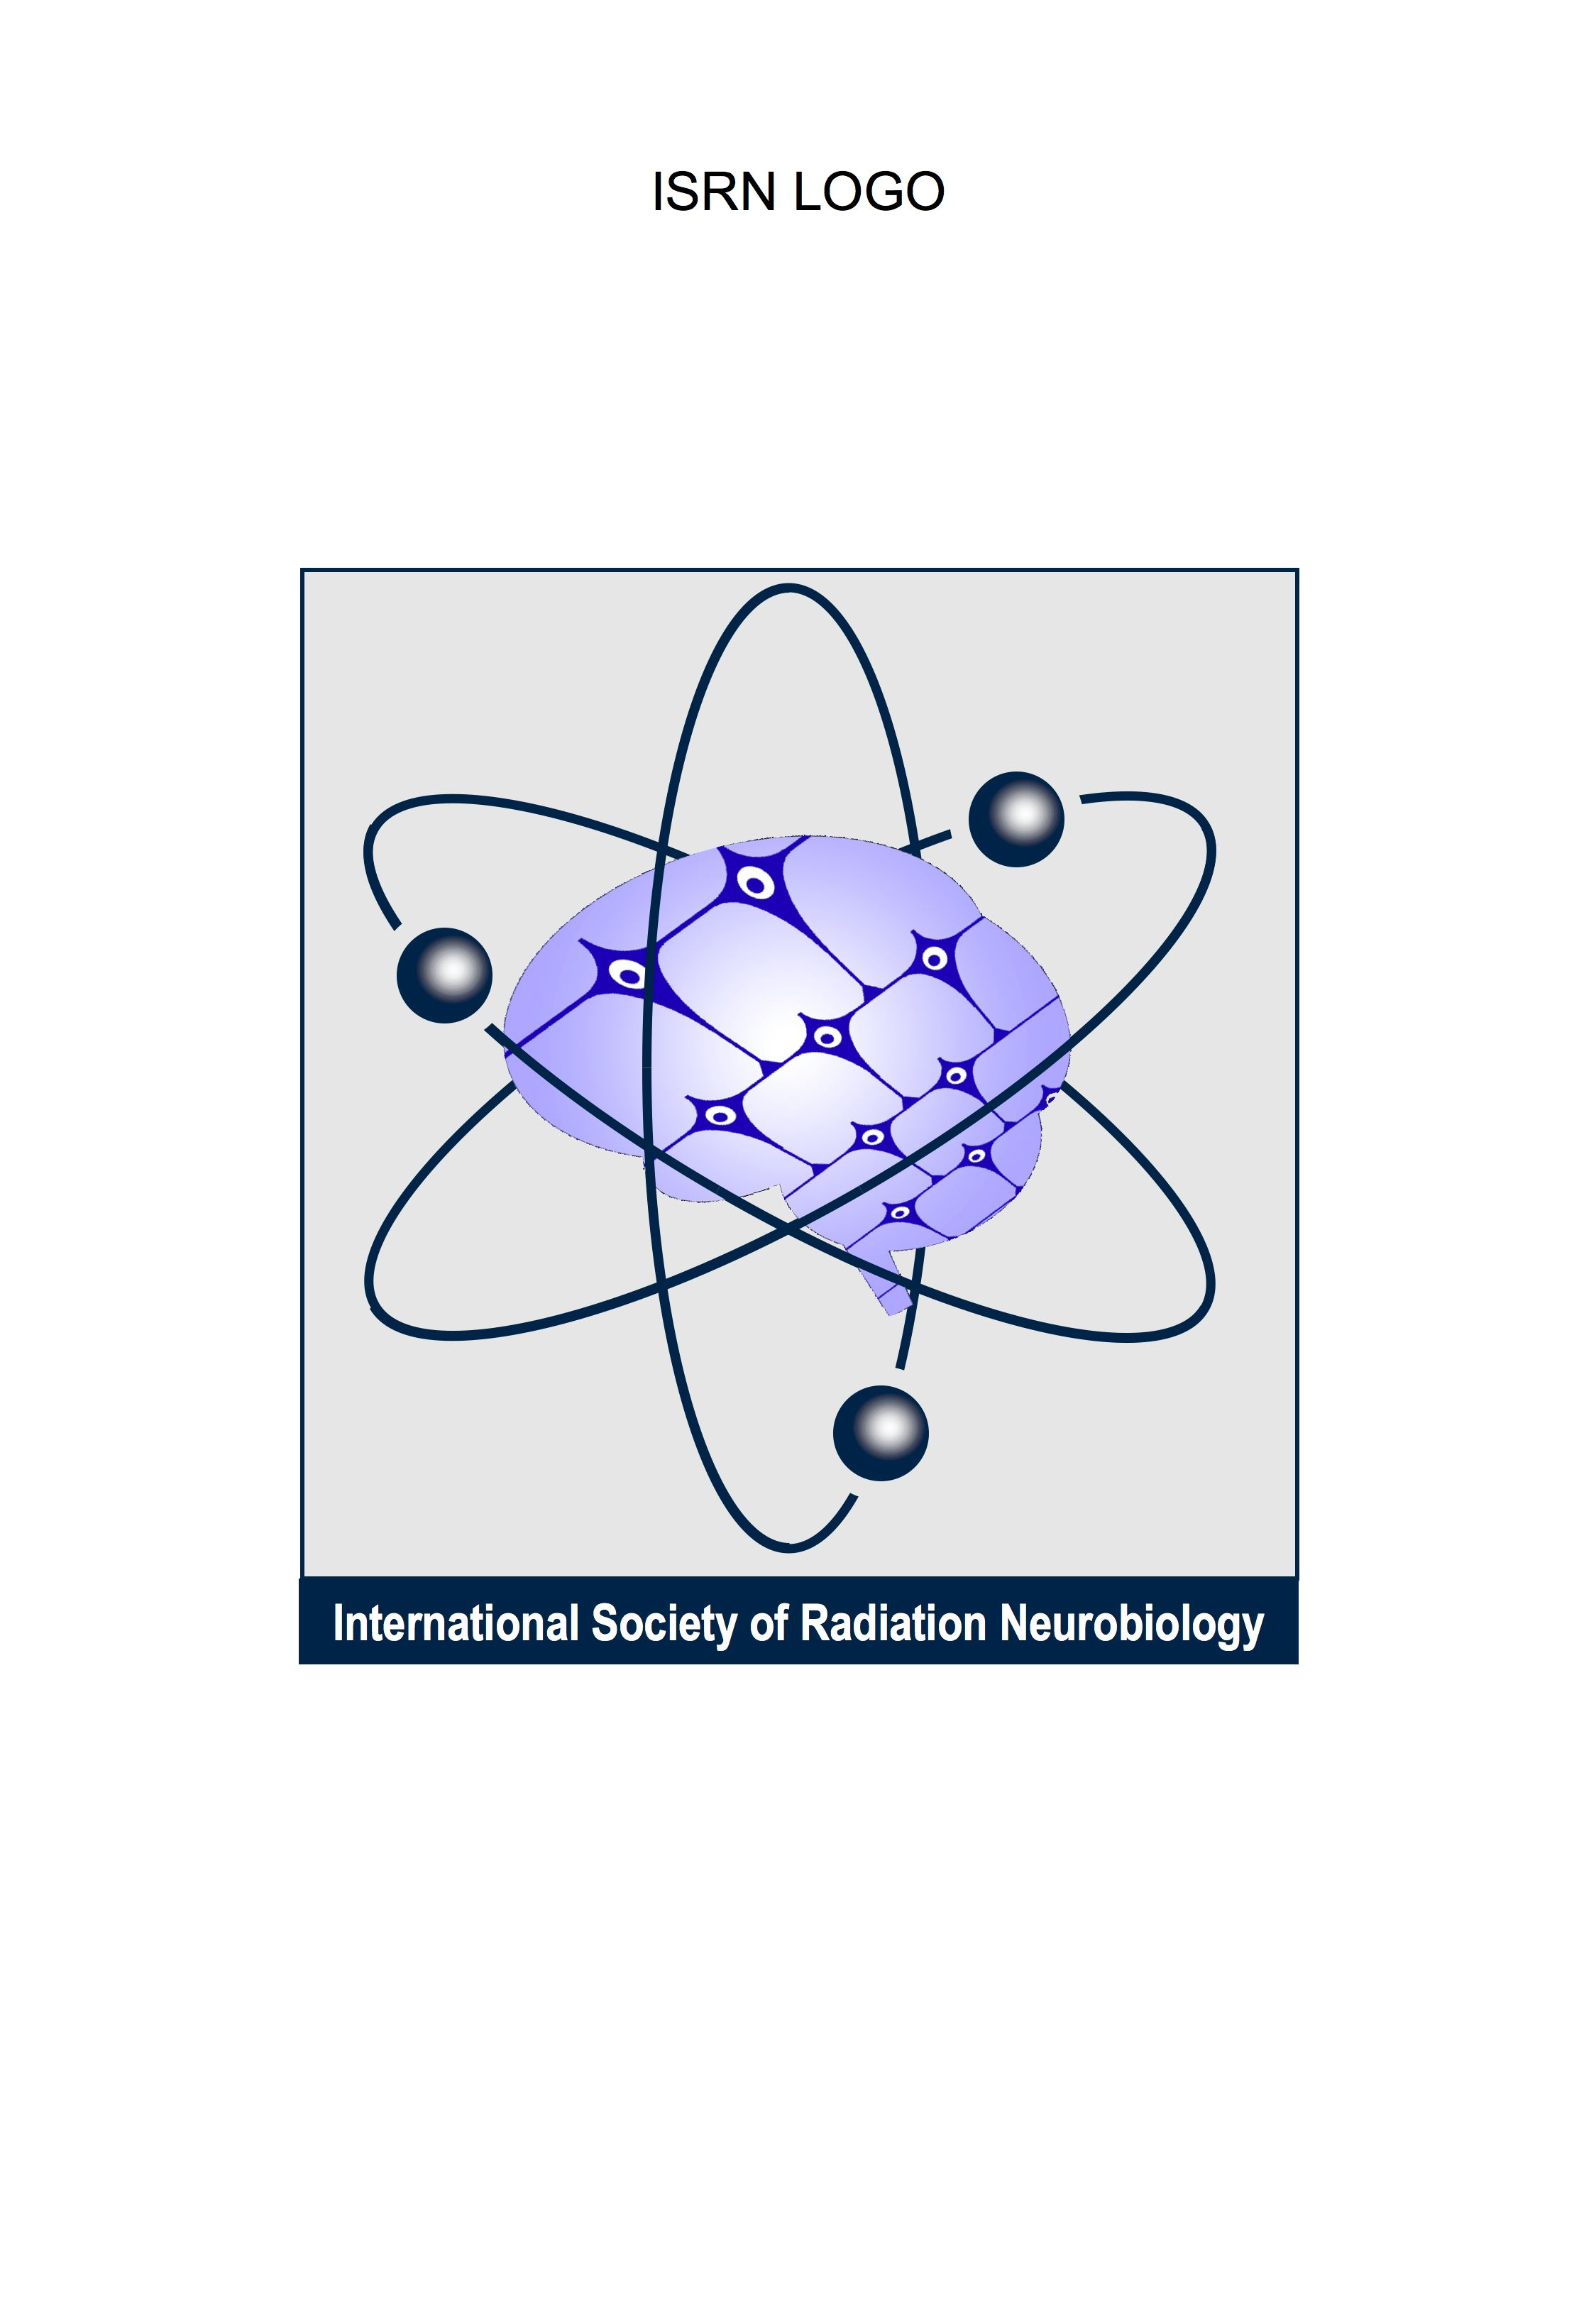 ISRN LOGO
International Society of Radiation Neurobiology